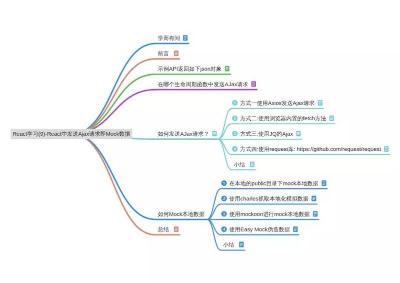 学而有问
前言
示例API返回如下json对象
在哪个生命周期函数中发送AJax请求
React学习(9)-React中发送Ajax请求即Mock数据
如何发送AJax请求？
方式一使用Axios发送Ajax请求
方式二:使用浏览器内置的fetch方法
方式三:使用JQ的Ajax
方式四:使用request库: https://github.com/request/request
小结
如何Mock本地数据
1 在本地的public目录下mock本地数据
2 使用charles抓取本地化模拟数据
3 使用mockoon进行mock本地数据
4 使用Easy Mock伪造数据
小结
总结